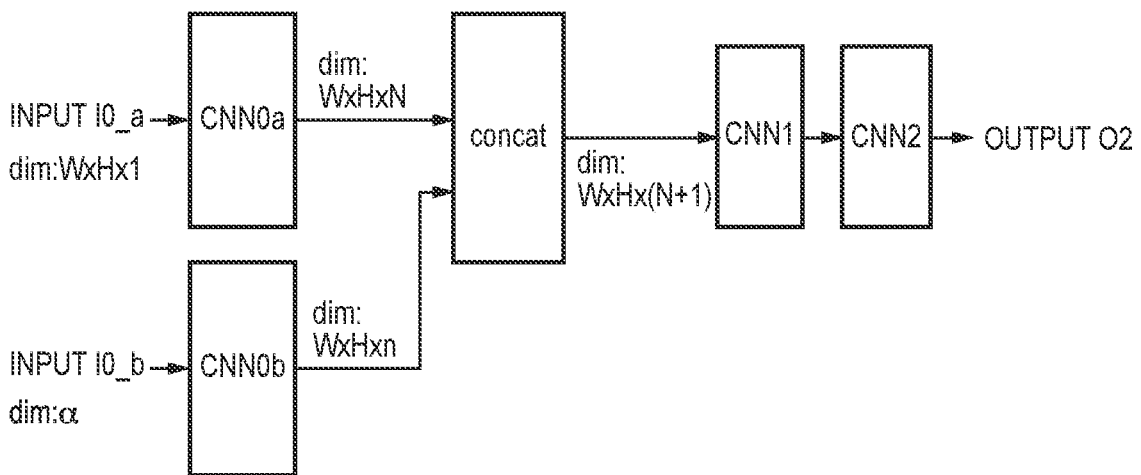 INPUT I0_a
dim:WxHx1
CNN0a
dim:
WxHxN
concat
dim:
WxHx(N+1)
CNN1
CNN2
OUTPUT O2
INPUT I0_b
dim:α
CNN0b
dim:
WxHxn